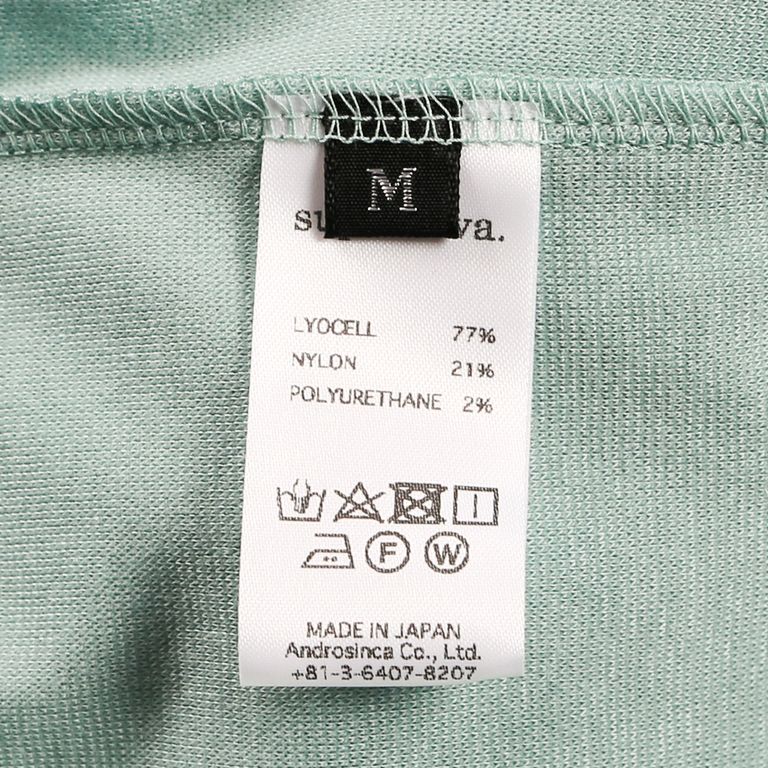 M
LYOCELL 77%
NYLON 21%
POLYURETHANE 2%
F W
MADE IN JAPAN
Androsinca Co., Ltd.
+81-3-6407-8207